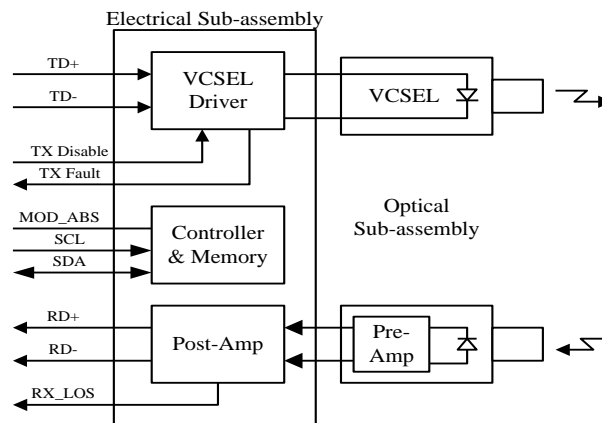 Electrical Sub-assembly
TD+
TD-
VCSEL
Driver
VCSEL
TX Disable
TX Fault
MOD_ABS
SCL
SDA
Controller
& Memory
Optical
Sub-assembly
RD+
RD-
Post-Amp
Pre-
Amp
RX_LOS